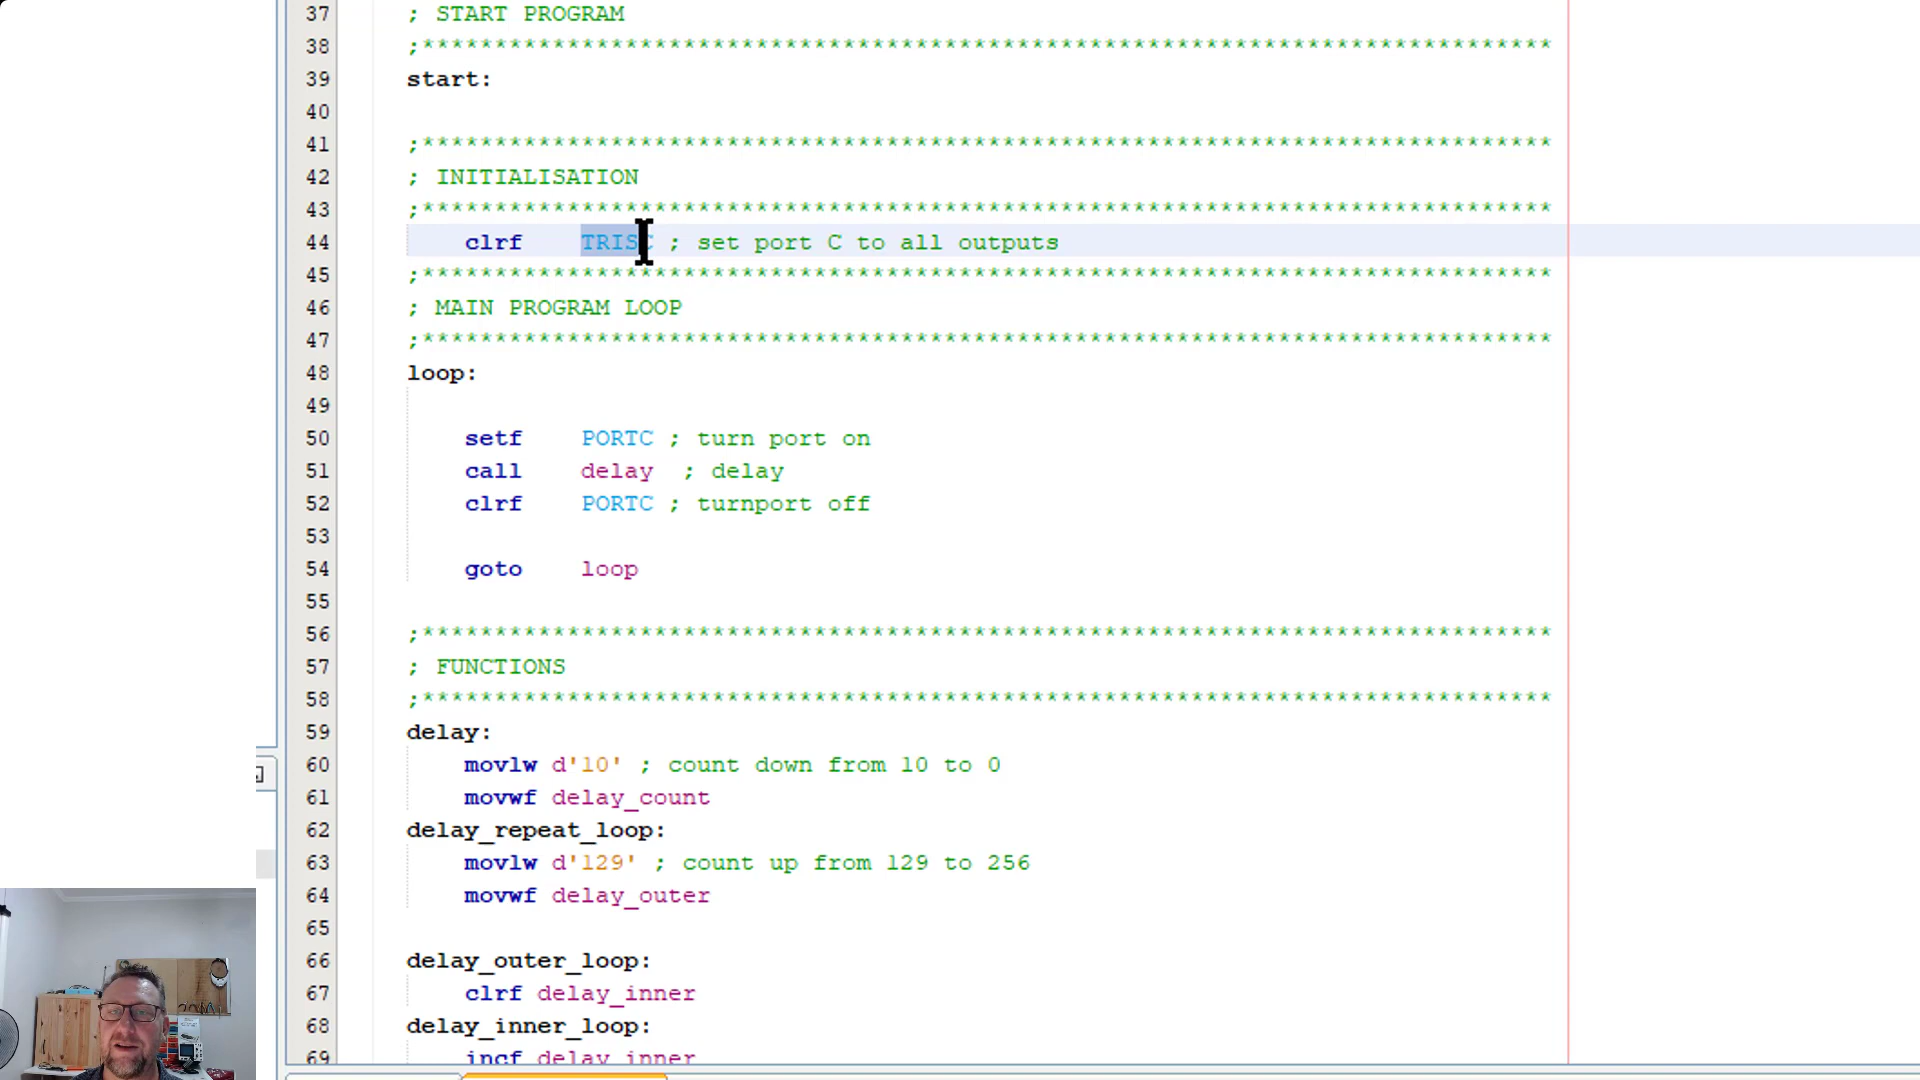 37 ; START PROGRAM
38 ;******************************************************************************
39 start:
40
41 ;******************************************************************************
42 ; INITIALISATION
43 ;******************************************************************************
44 clrf TRISC ; set port C to all outputs
45 ;******************************************************************************
46 ; MAIN PROGRAM LOOP
47 ;******************************************************************************
48 loop:
49
50 setf PORTC ; turn port on
51 call delay ; delay
52 clrf PORTC ; turnport off
53
54 goto loop
55
56 ;******************************************************************************
57 ; FUNCTIONS
58 ;******************************************************************************
59 delay:
60 movlw d'10' ; count down from 10 to 0
61 movwf delay_count
62 delay_repeat_loop:
63 movlw d'129' ; count up from 129 to 256
64 movwf delay_outer
65
66 delay_outer_loop:
67 clrf delay_inner
68 delay_inner_loop:
69 incf delay_inner